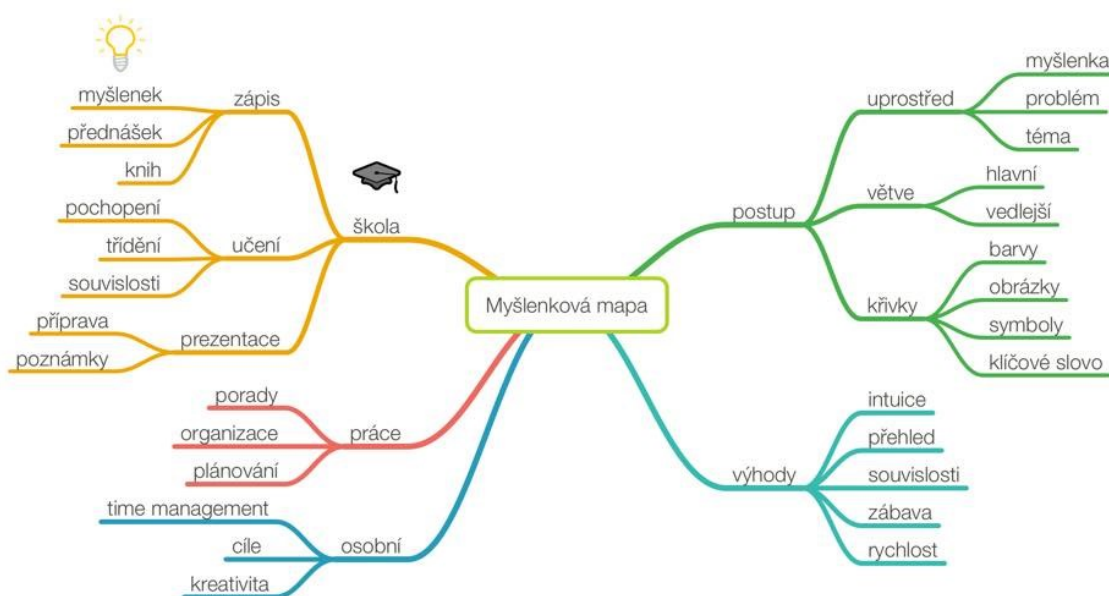 myšlenek
přednášek
knih
zápis
pochopení
třídění
souvislosti
učení
příprava
poznámky
prezentace
škola
porady
organizace
plánování
práce
time management
cíle
kreativita
osobní
Myšlenková mapa
postup
uprostřed
myšlenka
problém
téma
větve
hlavní
vedlejší
křivky
barvy
obrázky
symboly
klíčové slovo
výhody
intuice
přehled
souvislosti
zábava
rychlost